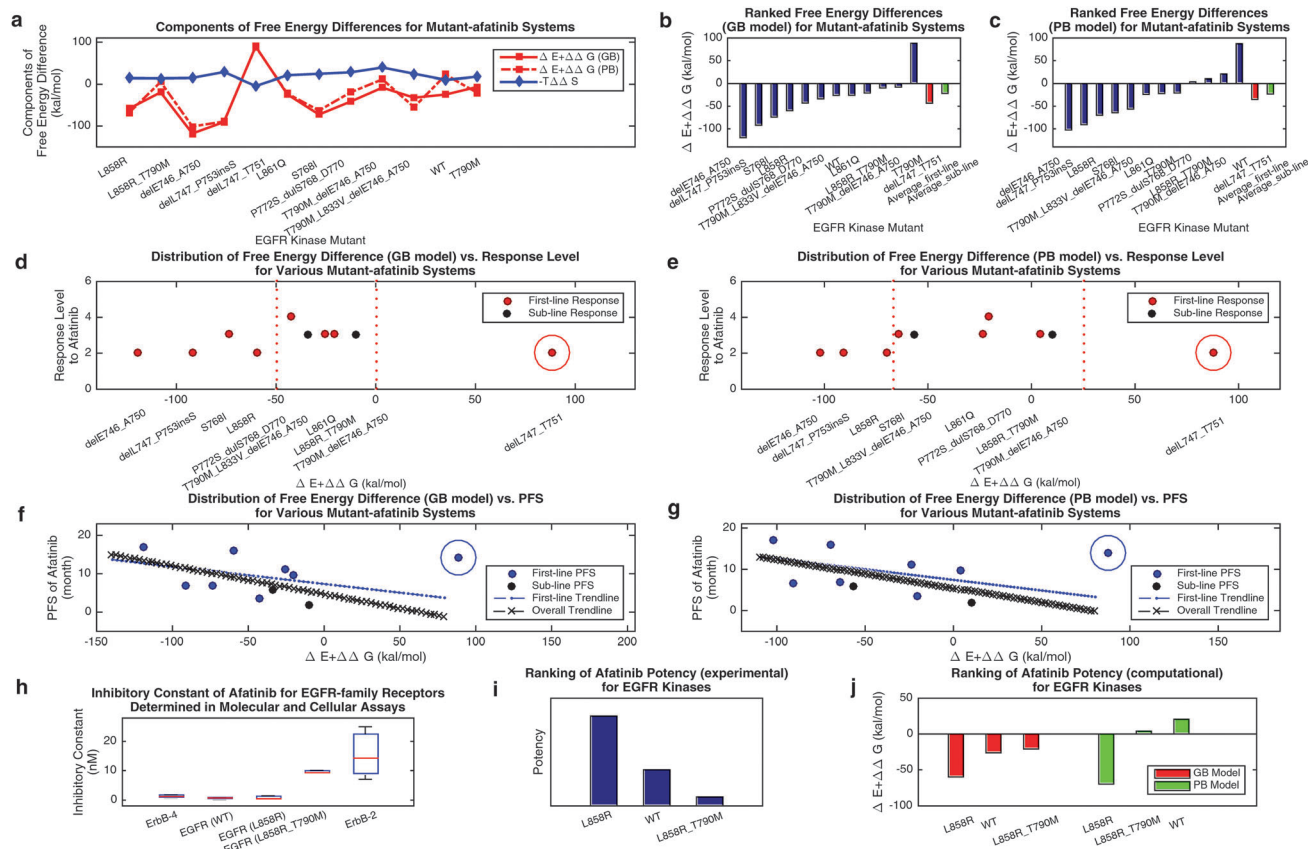 a
Components of Free Energy Differences for Mutant-afatinib Systems
Components of
Free Energy Difference
(kal/mol)
100
0
-100
Δ E+ΔΔ G (GB)
Δ E+ΔΔ G (PB)
-TΔΔ S
L858R
L858R_T790M
delE746_A750
delL747_P753insS
delL747_T751
L861Q
S768I
P772S_dulS768_D770
T790M_delE746_A750
T790M_L833V_delE746_A750
WT
T790M
EGFR Kinase Mutant
b
Ranked Free Energy Differences
(GB model) for Mutant-afatinib Systems
Δ E+ΔΔ G (kal/mol)
100
50
0
-50
-100
delE746_A750
delL747_P753insS
S768I
L858R
P772S_dulS768_D770
T790M_L833V_delE746_A750
WT
L861Q
L858R_T790M
T790M_delE746_A750
T790M
delL747_T751
Average_first-line
Average_sub-line
EGFR Kinase Mutant
c
Ranked Free Energy Differences
(PB model) for Mutant-afatinib Systems
100
50
0
-50
-100
delE746_A750
delL747_P753insS
L858R
S768I
T790M_L833V_delE746_A750
L861Q
T790M
P772S_dulS768_D770
L858R_T790M
T790M_delE746_A750
WT
delL747_T751
Average_first-line
Average_sub-line
EGFR Kinase Mutant
d
Distribution of Free Energy Difference (GB model) vs. Response Level
for Various Mutant-afatinib Systems
Response Level
to Afatinib
6
4
2
0
First-line Response
Sub-line Response
-100
-50
0
50
100
delE746_A750
delL747_P753insS
S768I
L858R
P772S_dulS768_D770
T790M_L833V_delE746_A750
L861Q
L858R_T790M
T790M_delE746_A750
delL747_T751
Δ E+ΔΔ G (kal/mol)
e
Distribution of Free Energy Difference (PB model) vs. Response Level
for Various Mutant-afatinib Systems
Response Level
to Afatinib
6
4
2
0
First-line Response
Sub-line Response
-100
-50
0
50
100
delE746_A750
delL747_P753insS
L858R
S768I
T790M_L833V_delE746_A750
L861Q
P772S_dulS768_D770
L858R_T790M
T790M_delE746_A750
delL747_T751
Δ E+ΔΔ G (kal/mol)
f
Distribution of Free Energy Difference (GB model) vs. PFS
for Various Mutant-afatinib Systems
PFS of Afatinib
(month)
20
10
0
First-line PFS
Sub-line PFS
First-line Trendline
Overall Trendline
-150
-100
-50
0
50
100
150
200
Δ E+ΔΔ G (kal/mol)
g
Distribution of Free Energy Difference (PB model) vs. PFS
for Various Mutant-afatinib Systems
PFS of Afatinib
(month)
20
10
0
First-line PFS
Sub-line PFS
First-line Trendline
Overall Trendline
-100
-50
0
50
100
150
Δ E+ΔΔ G (kal/mol)
h
Inhibitory Constant of Afatinib for EGFR-family Receptors
Determined in Molecular and Cellular Assays
Inhibitory Constant
(nM)
20
10
0
ErbB-4
EGFR (WT)
EGFR (L858R)
EGFR (L858R_T790M)
ErbB-2
i
Ranking of Afatinib Potency (experimental)
for EGFR Kinases
Potency
L858R
WT
L858R_T790M
j
Ranking of Afatinib Potency (computational)
for EGFR Kinases
Δ E+ΔΔ G (kal/mol)
50
0
-50
-100
GB Model
PB Model
L858R
WT
L858R_T790M
L858R
L858R_T790M
WT